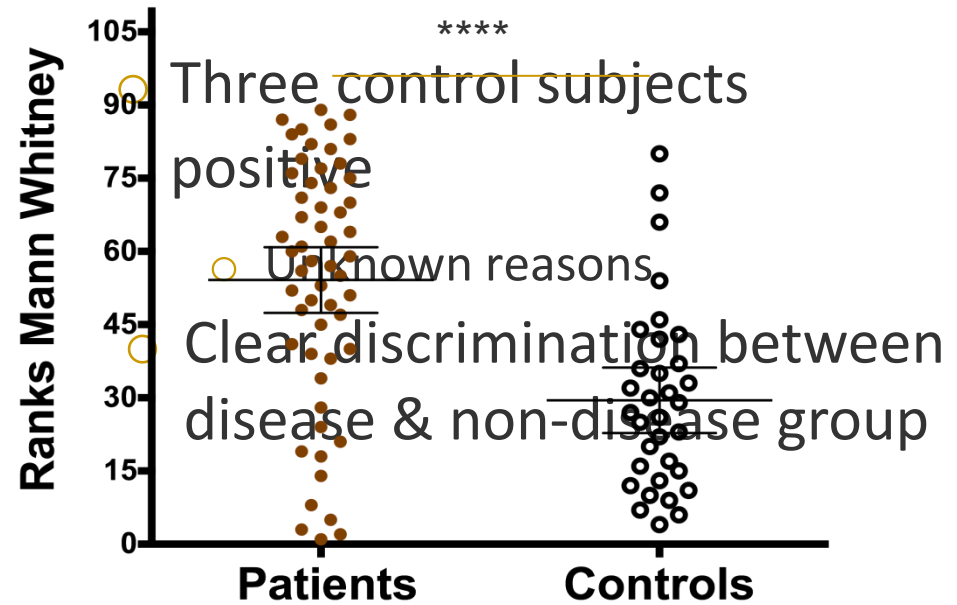 ****
105
90
75
60
45
30
15
0
Ranks Mann Whitney
Three control subjects
positive
Unknown reasons
Clear discrimination between
disease & non-disease group
Patients
Controls